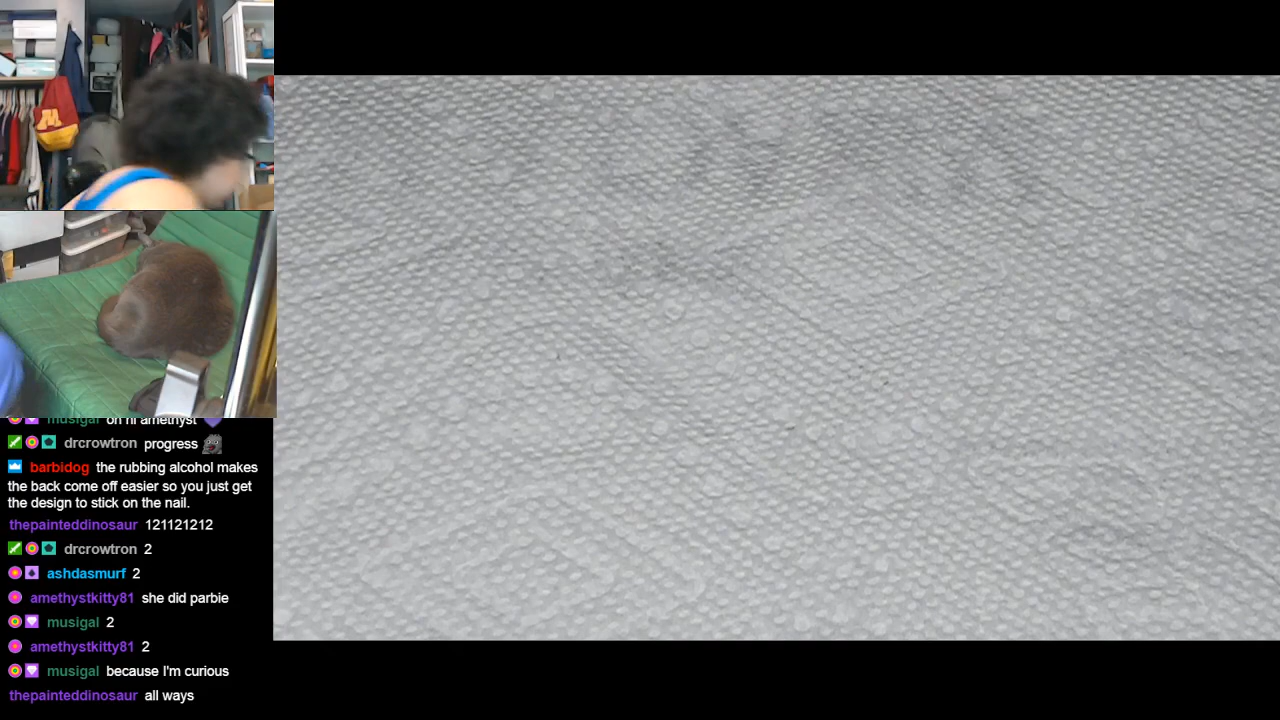 M
musigal oh hi amethyst
drcrowtron progress
barbidog the rubbing alcohol makes
the back come off easier so you just get
the design to stick on the nail.
thepainteddinosaur 121121212
drcrowtron 2
ashdasmurf 2
amethystkitty81 she did parbie
musigal 2
amethystkitty81 2
musigal because I'm curious
thepainteddinosaur all ways